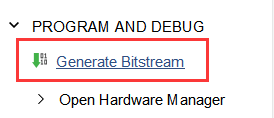 PROGRAM AND DEBUG
Generate Bitstream
Open Hardware Manager